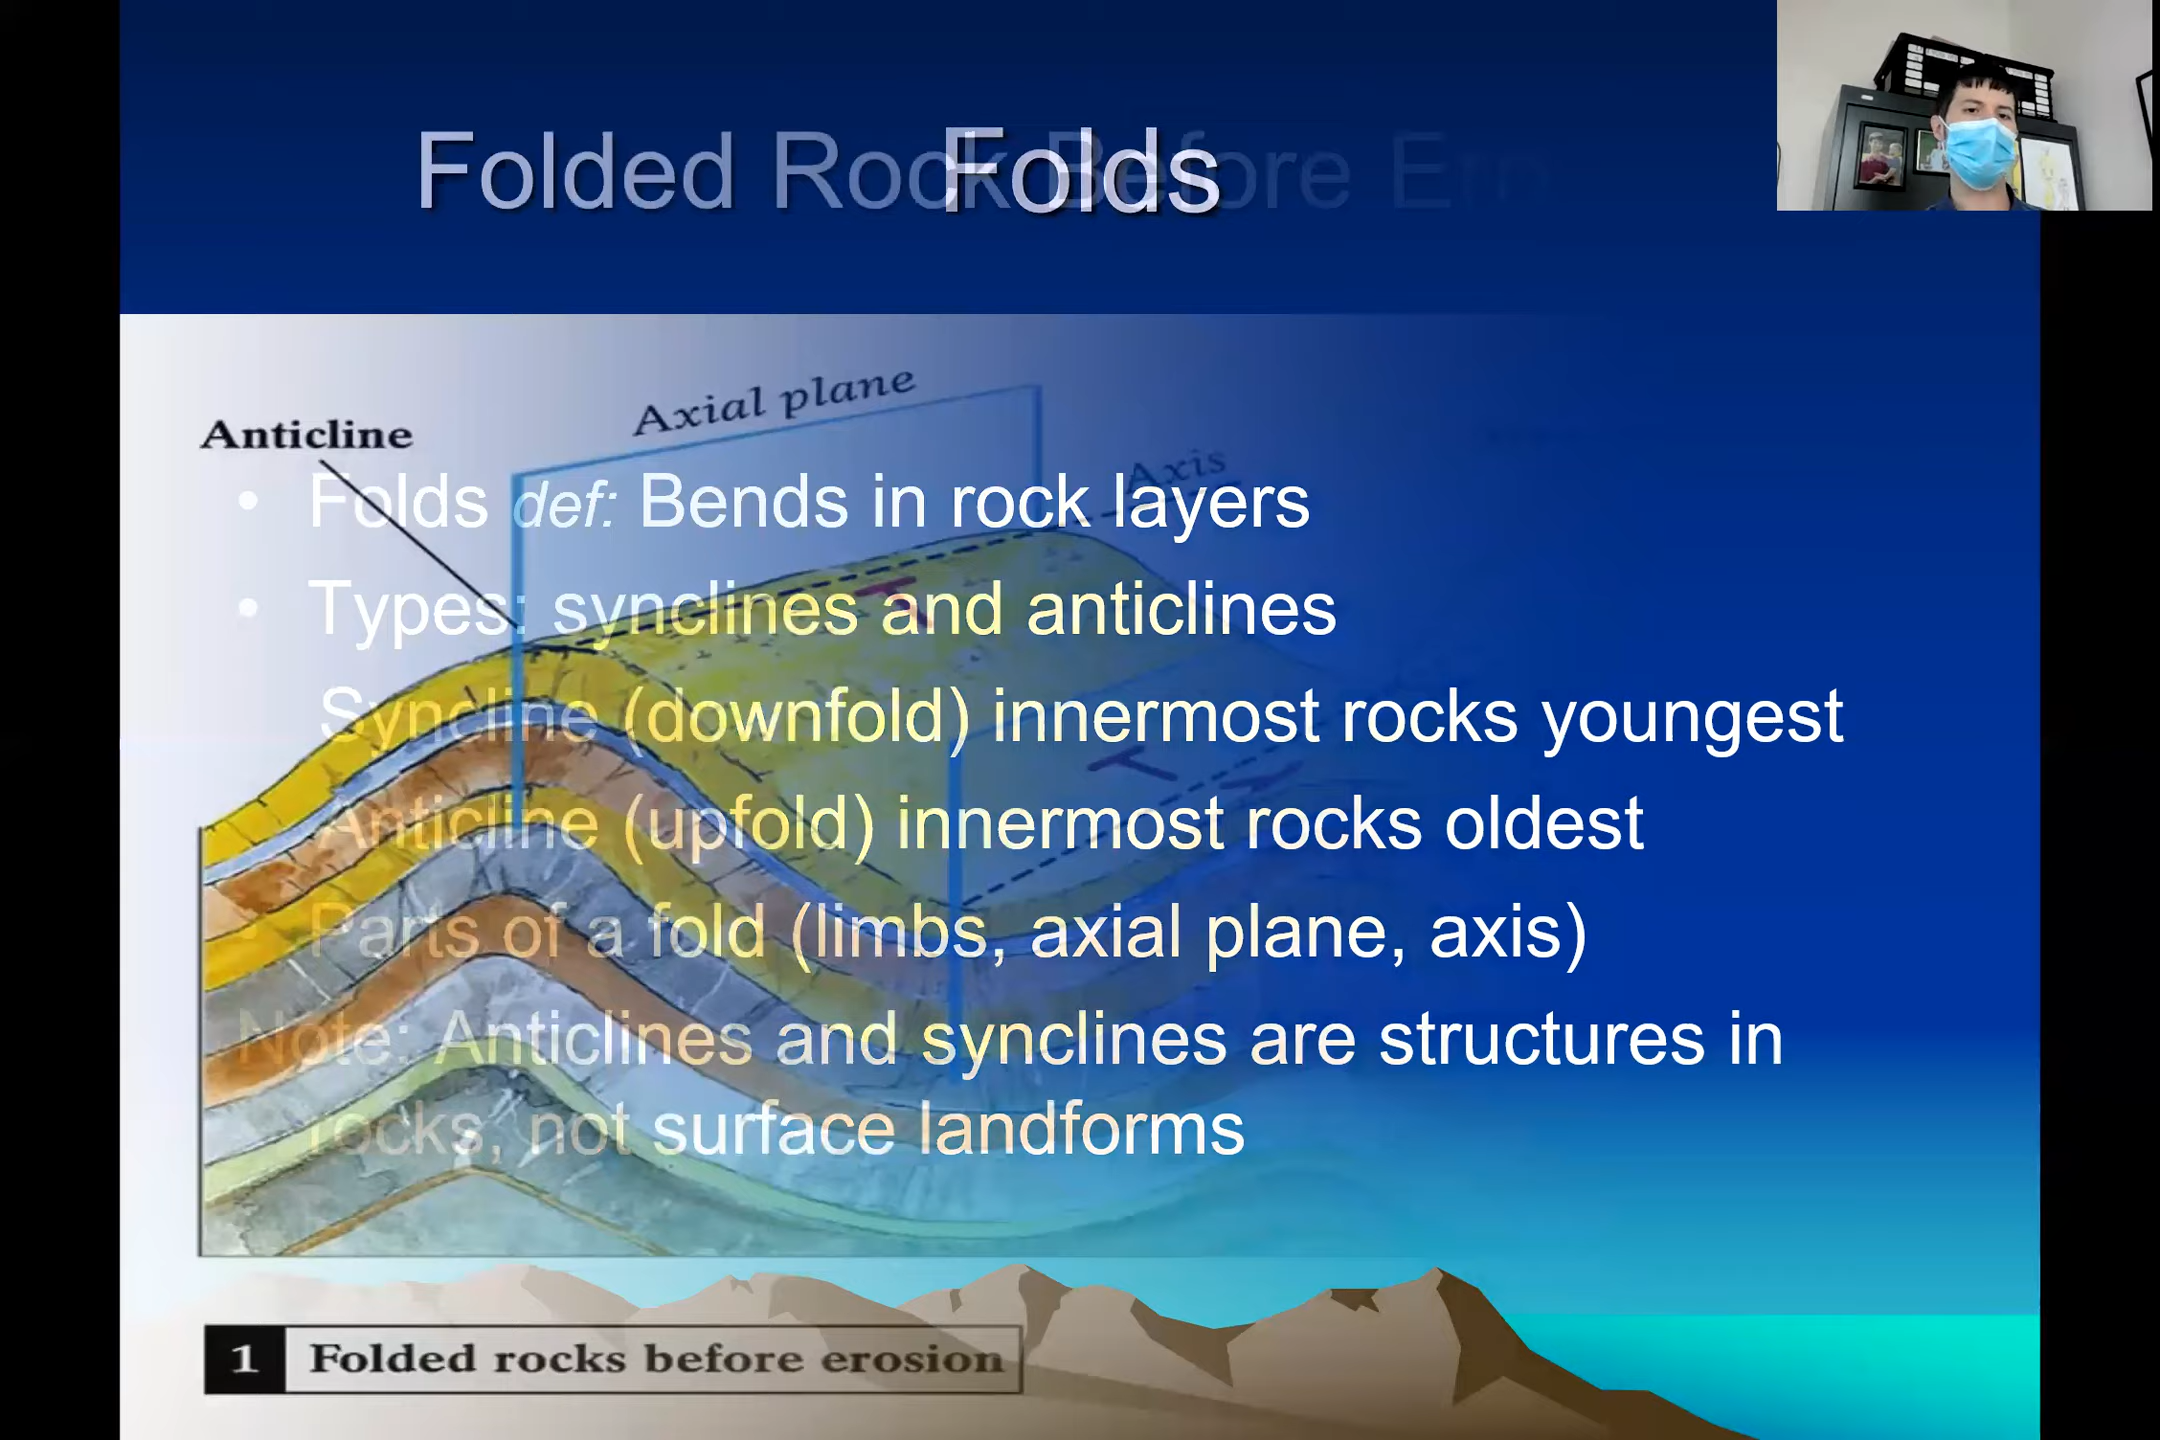 Folded Rock Before Ero
Folds
Anticline
Axial plane
Axis
• Folds def: Bends in rock layers
• Types: synclines and anticlines
Syncline (downfold) innermost rocks youngest
Anticline (upfold) innermost rocks oldest
Parts of a fold (limbs, axial plane, axis)
Note: Anticlines and synclines are structures in
rocks, not surface landforms
1 Folded rocks before erosion